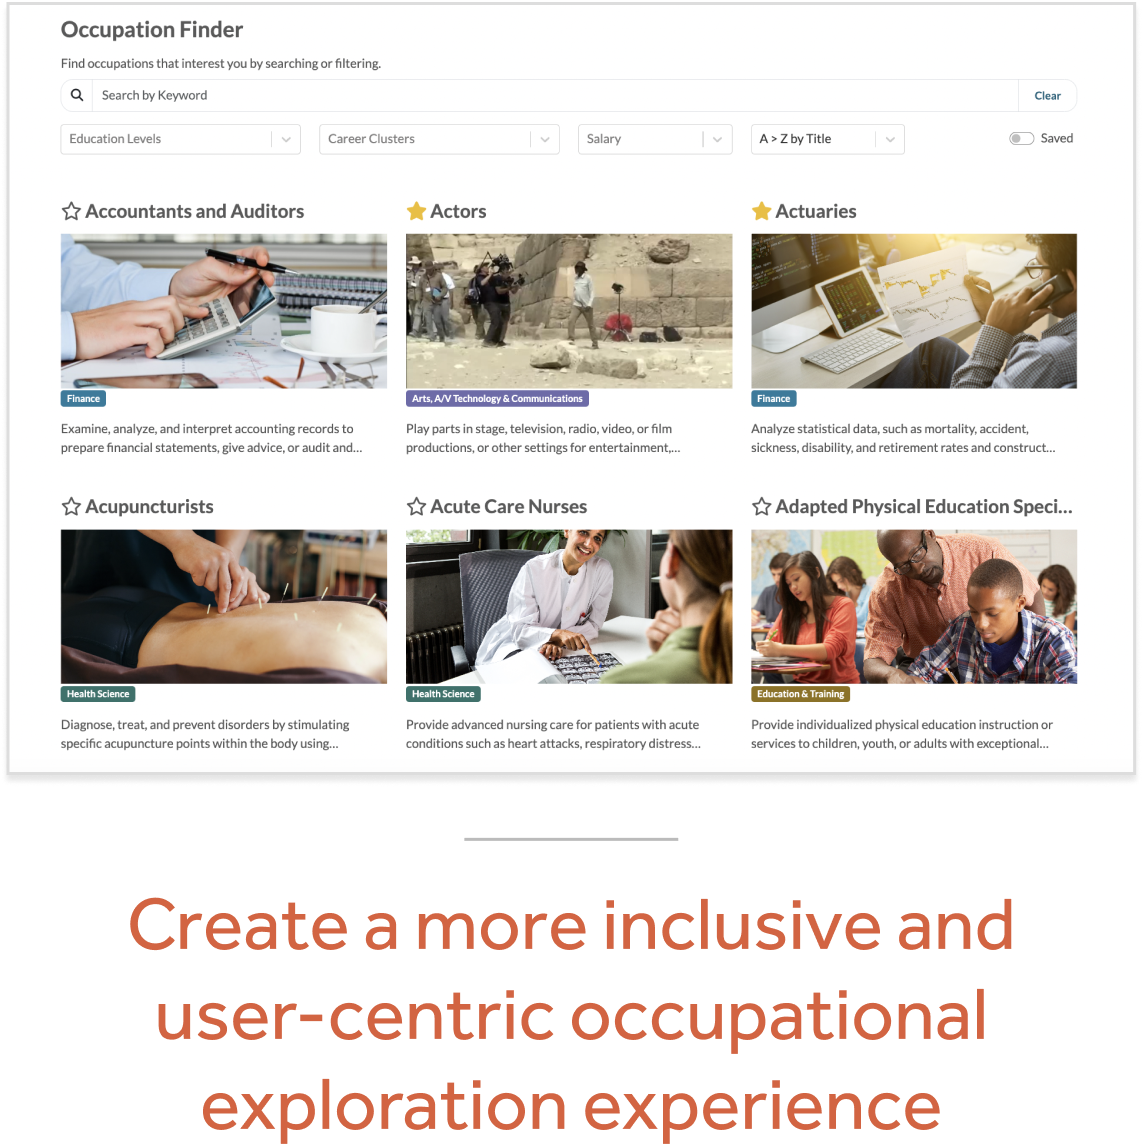 Occupation Finder
Find occupations that interest you by searching or filtering.
Search by Keyword
Clear
Education Levels
Career Clusters
Salary
A > Z by Title
Saved
Accountants and Auditors
Actors
Actuaries
Finance
Arts, A/V Technology & Communications
Finance
Examine, analyze, and interpret accounting records to
prepare financial statements, give advice, or audit and...
Play parts in stage, television, radio, video, or film
productions, or other settings for entertainment,...
Analyze statistical data, such as mortality, accident,
sickness, disability, and retirement rates and construct...
Acupuncturists
Acute Care Nurses
Adapted Physical Education Speci...
Health Science
Health Science
Education & Training
Diagnose, treat, and prevent disorders by stimulating
specific acupuncture points within the body using...
Provide advanced nursing care for patients with acute
conditions such as heart attacks, respiratory distress...
Provide individualized physical education instruction or
services to children, youth, or adults with exceptional...
Create a more inclusive and
user-centric occupational
exploration experience